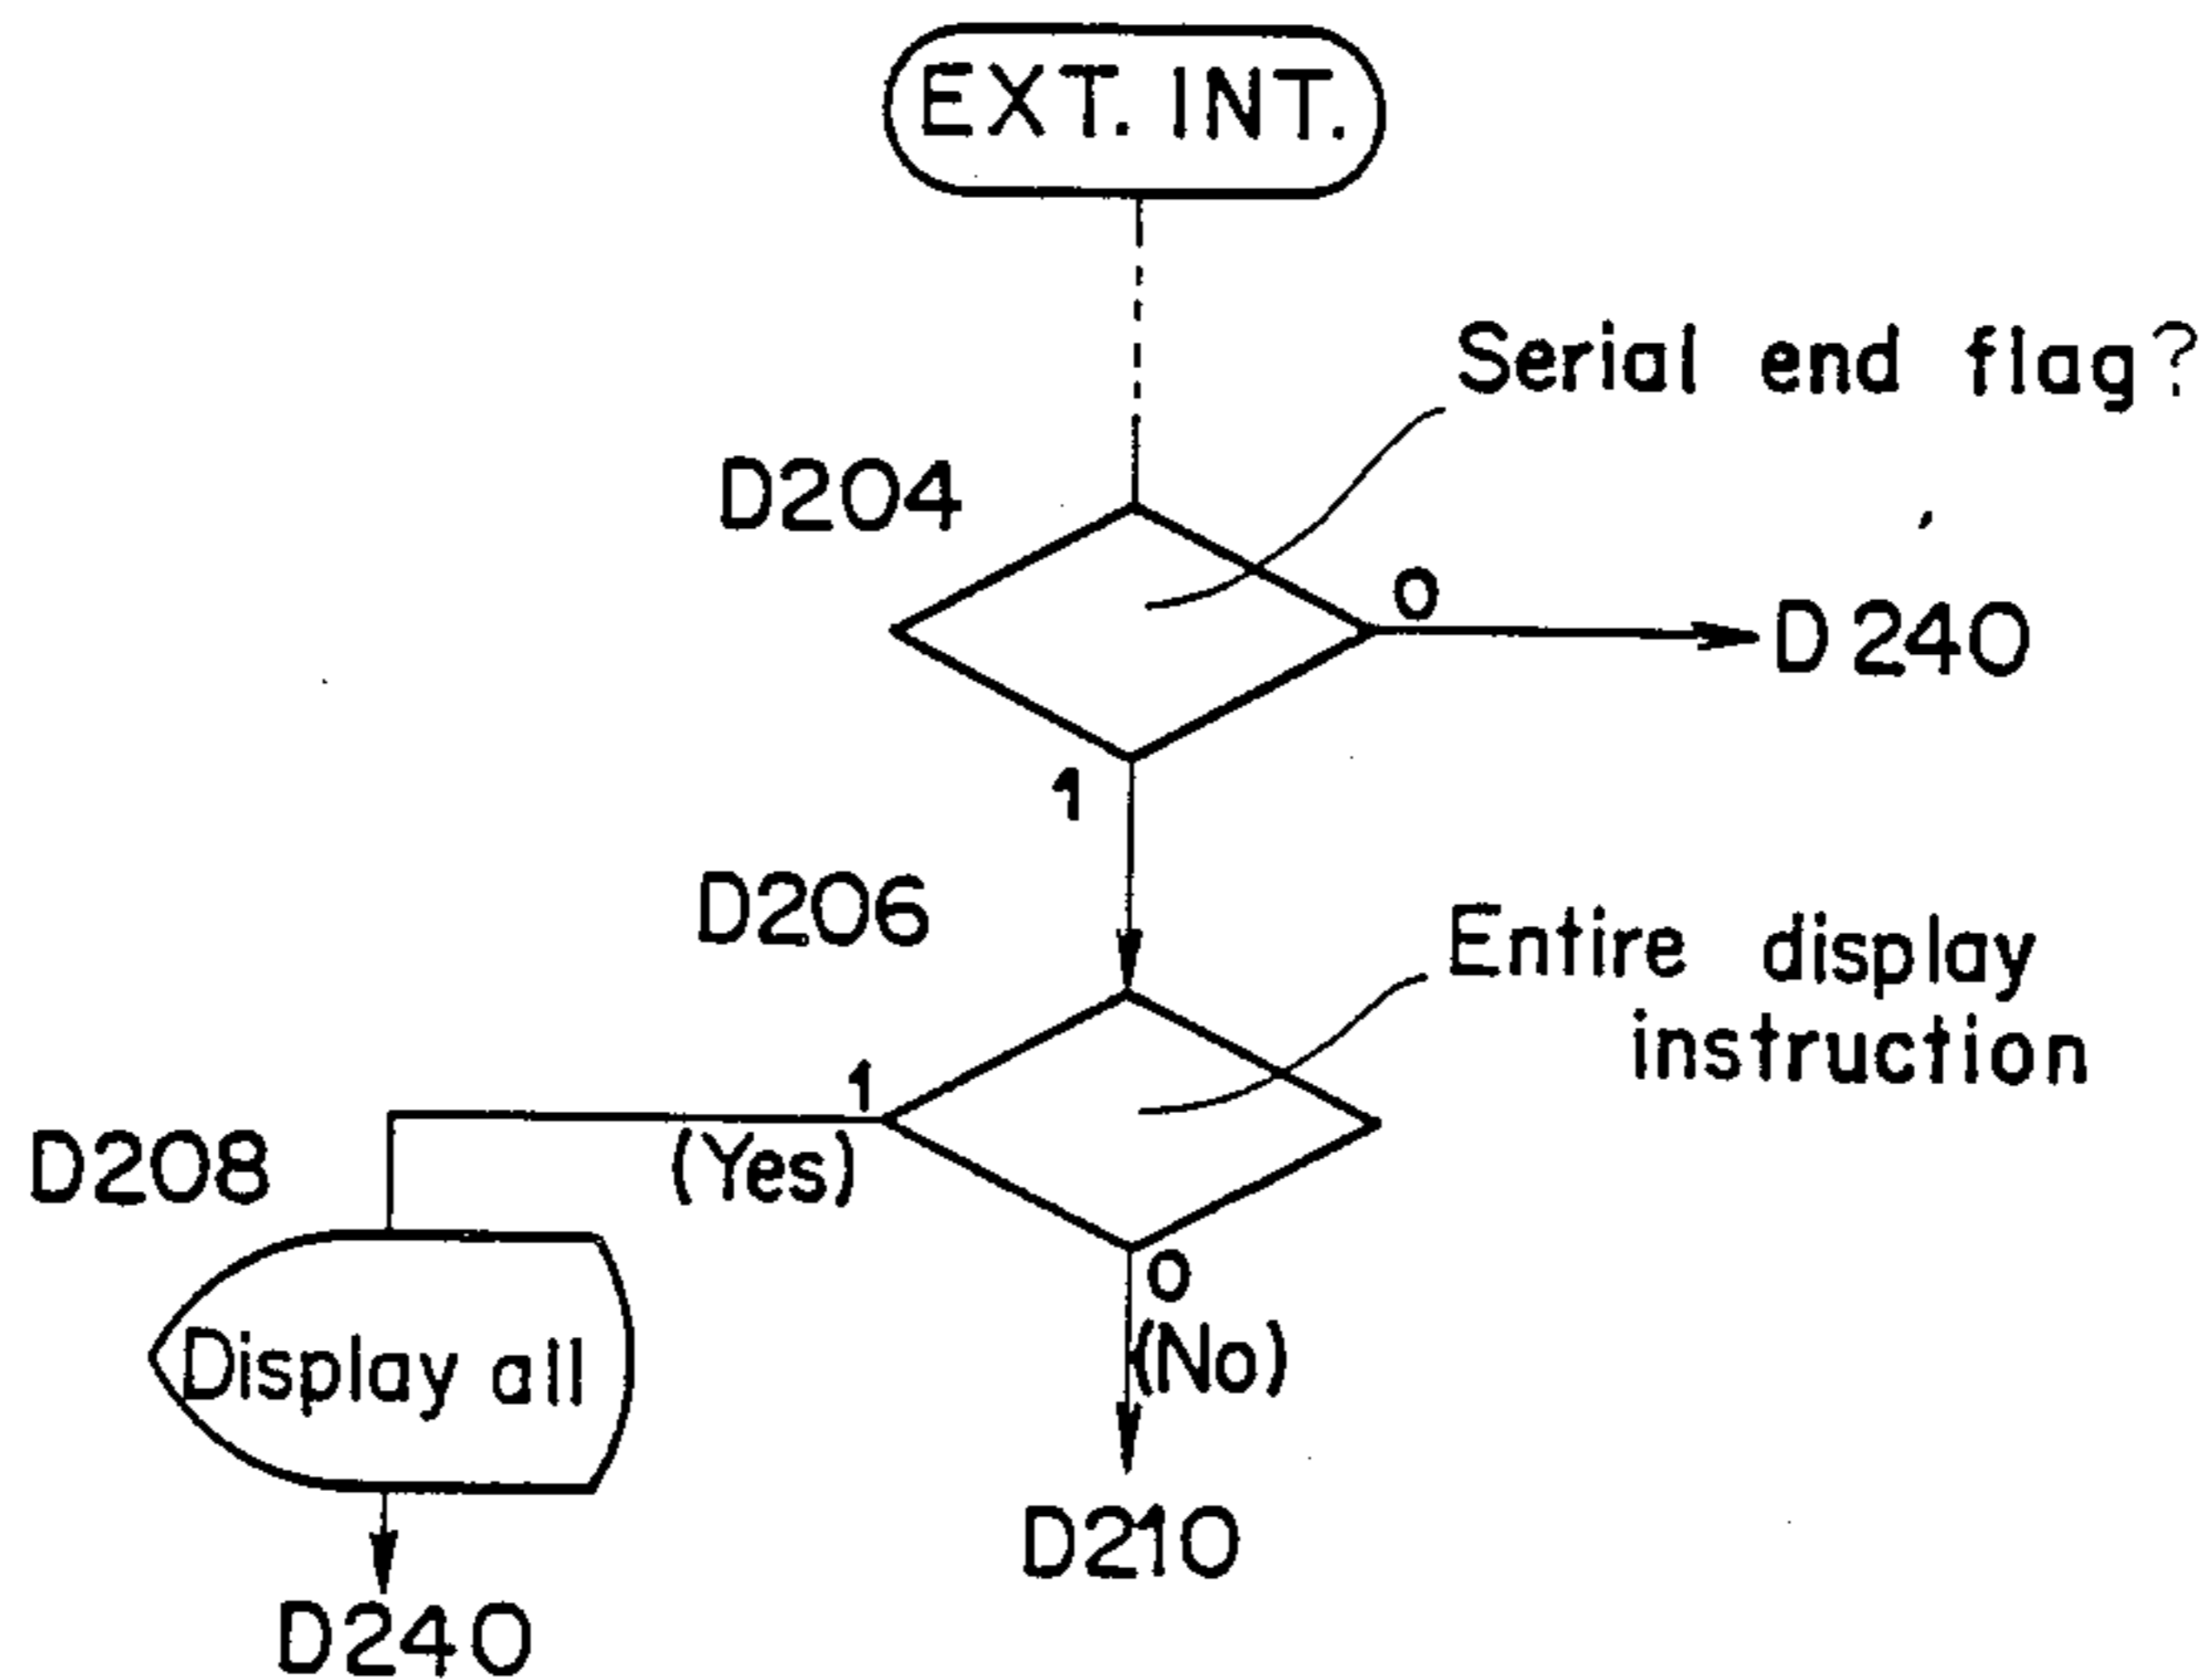 EXT. INT.
Serial end flag?
D204
0
D240
1
D206
Entire display
instruction
1
(Yes)
D208
0
(No)
Display all
D210
D240